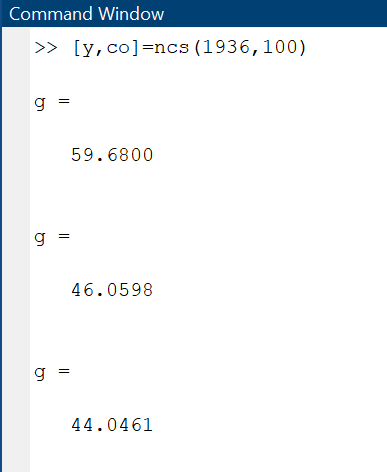 Command Window
>> [y,co]=ncs(1936,100)
g =
59.6800
g =
46.0598
g =
44.0461